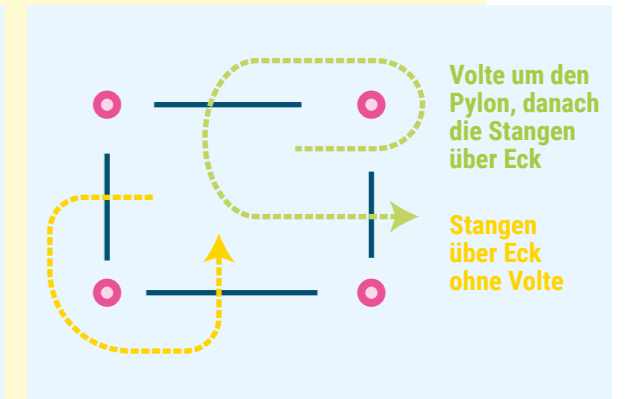 Volte um den
Pylon, danach
die Stangen
über Eck
Stangen
über Eck
ohne Volte